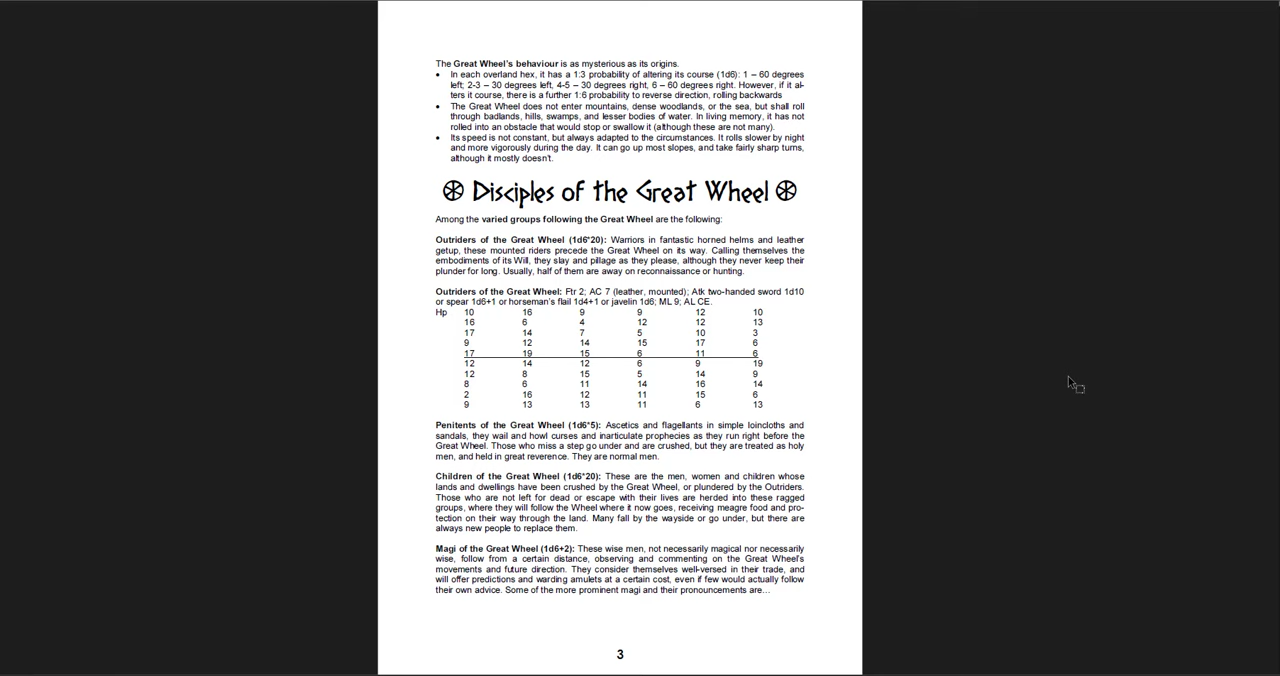 The Great Wheel's behaviour is as mysterious as its origins.
• In each overland hex, it has a 1:3 probability of altering its course (1d6): 1 – 60 degrees
left; 2-3 – 30 degrees left, 4-5 – 30 degrees right, 6 – 60 degrees right. However, if it al-
ters it course, there is a further 1:6 probability to reverse direction, rolling backwards
• The Great Wheel does not enter mountains, dense woodlands, or the sea, but shall roll
through badlands, hills, swamps, and lesser bodies of water. In living memory, it has not
rolled into an obstacle that would stop or swallow it (although these are not many).
• Its speed is not constant, but always adapted to the circumstances. It rolls slower by night
and more vigorously during the day. It can go up most slopes, and take fairly sharp turns,
although it mostly doesn't.
Disciples of the Great Wheel
Among the varied groups following the Great Wheel are the following:
Outriders of the Great Wheel (1d6*20): Warriors in fantastic horned helms and leather
getup, these mounted riders precede the Great Wheel on its way. Calling themselves the
embodiments of its Will, they slay and pillage as they please, although they never keep their
plunder for long. Usually, half of them are away on reconnaissance or hunting.
Outriders of the Great Wheel: Ftr 2; AC 7 (leather, mounted); Atk two-handed sword 1d10
or spear 1d6+1 or horseman's flail 1d4+1 or javelin 1d6; ML 9; AL CE.
Hp 10 16 9 9 12 10
16 6 4 12 12 13
17 14 7 5 10 3
9 12 14 15 17 6
17 19 15 6 11 6
12 14 12 6 9 19
12 8 15 5 14 9
8 6 11 14 16 14
2 16 12 11 15 6
9 13 13 11 6 13
Penitents of the Great Wheel (1d6*5): Ascetics and flagellants in simple loincloths and
sandals, they wail and howl curses and inarticulate prophecies as they run right before the
Great Wheel. Those who miss a step go under and are crushed, but they are treated as holy
men, and held in great reverence. They are normal men.
Children of the Great Wheel (1d6*20): These are the men, women and children whose
lands and dwellings have been crushed by the Great Wheel, or plundered by the Outriders.
Those who are not left for dead or escape with their lives are herded into these ragged
groups, where they will follow the Wheel where it now goes, receiving meagre food and pro-
tection on their way through the land. Many fall by the wayside or go under, but there are
always new people to replace them.
Magi of the Great Wheel (1d6+2): These wise men, not necessarily magical nor necessarily
wise, follow from a certain distance, observing and commenting on the Great Wheel's
movements and future direction. They consider themselves well-versed in their trade, and
will offer predictions and warding amulets at a certain cost, even if few would actually follow
their own advice. Some of the more prominent magi and their pronouncements are…
3